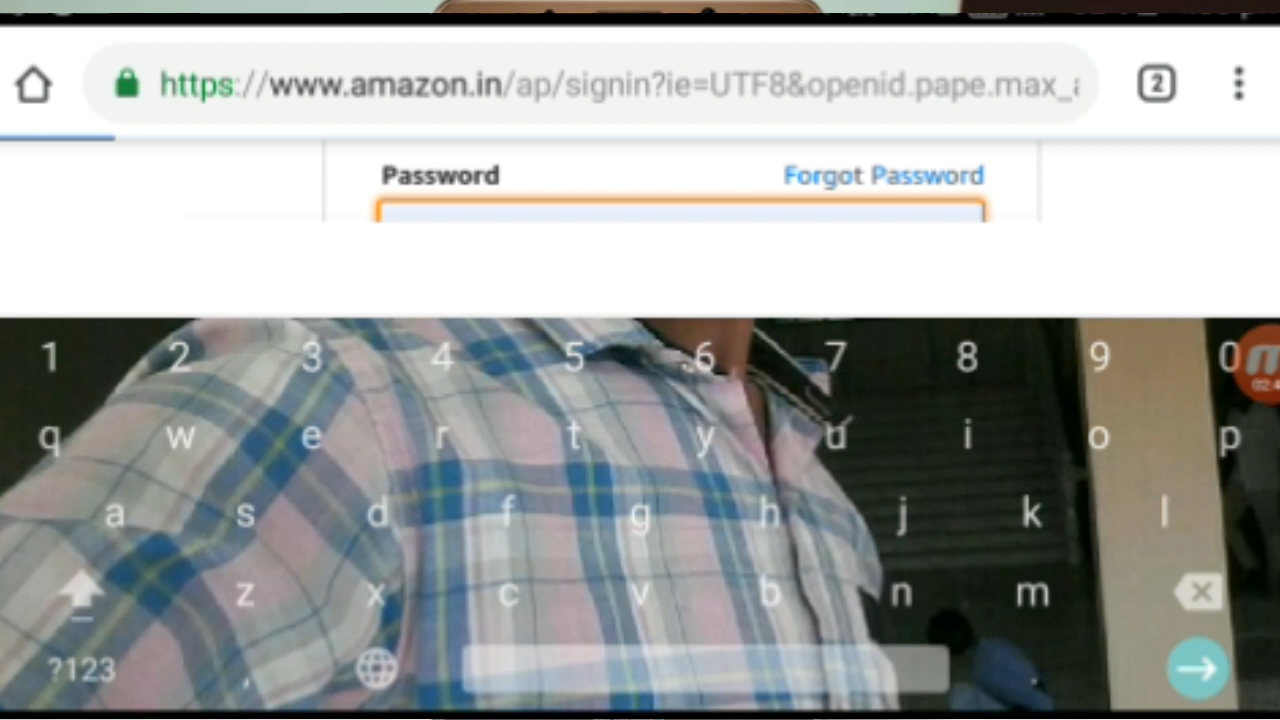 https://www.amazon.in/ap/signin?ie=UTF8&openid.pape.max_
2
Password Forgot Password
1 2 3 4 5 6 7 8 9 0
q w e r t y u i o p
a s d f g h j k l
z x c v b n m
?123 ,